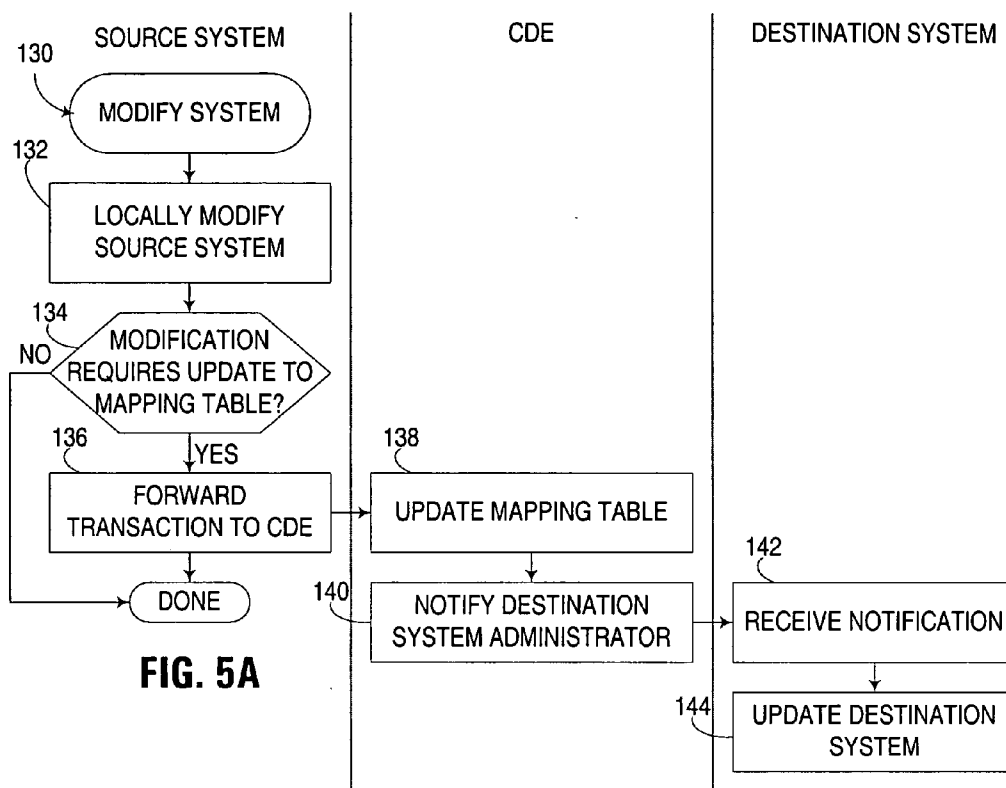 SOURCE SYSTEM
CDE
DESTINATION SYSTEM
130
MODIFY SYSTEM
132
LOCALLY MODIFY
SOURCE SYSTEM
134
NO
MODIFICATION
REQUIRES UPDATE TO
MAPPING TABLE?
136
YES
FORWARD
TRANSACTION TO CDE
138
UPDATE MAPPING TABLE
DONE
140
NOTIFY DESTINATION
SYSTEM ADMINISTRATOR
142
RECEIVE NOTIFICATION
144
UPDATE DESTINATION
SYSTEM
FIG. 5A